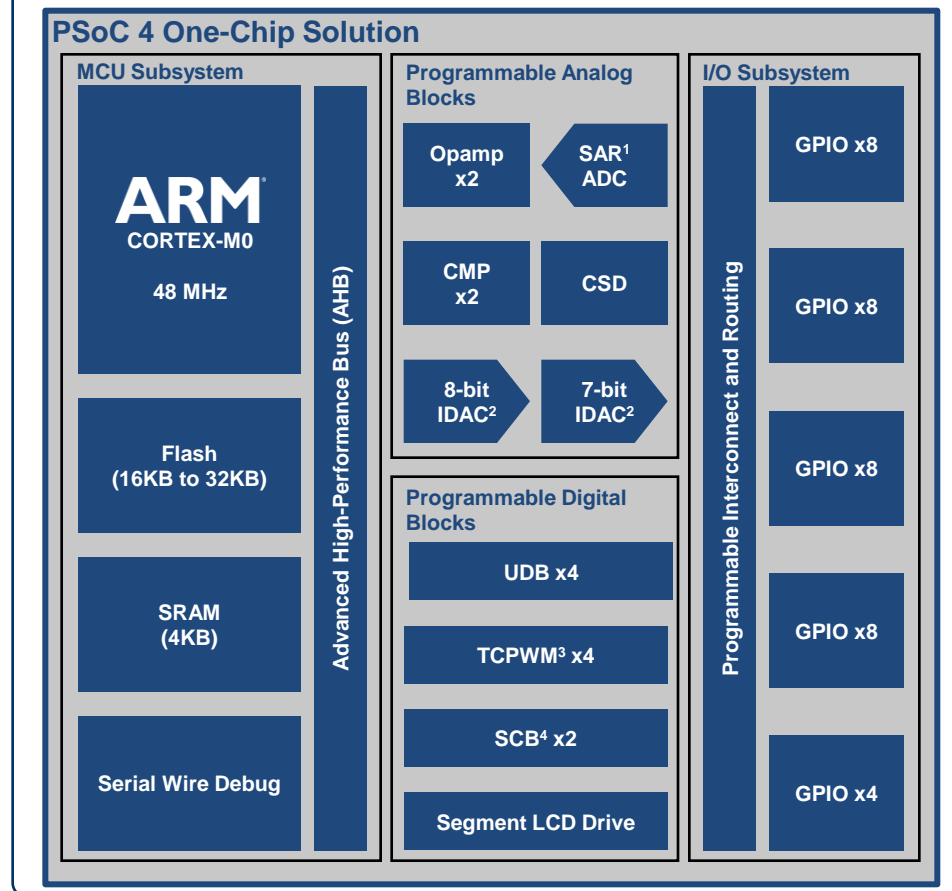 PSoC 4 One-Chip Solution
MCU Subsystem
ARM
CORTEX-M0
48 MHz
Flash
(16KB to 32KB)
SRAM
(4KB)
Serial Wire Debug
Advanced High-Performance Bus (AHB)
Programmable Analog
Blocks
Opamp
x2
SAR¹
ADC
CMP
x2
CSD
8-bit
IDAC²
7-bit
IDAC²
Programmable Digital
Blocks
UDB x4
TCPWM³ x4
SCB⁴ x2
Segment LCD Drive
I/O Subsystem
Programmable Interconnect and Routing
GPIO x8
GPIO x8
GPIO x8
GPIO x8
GPIO x4